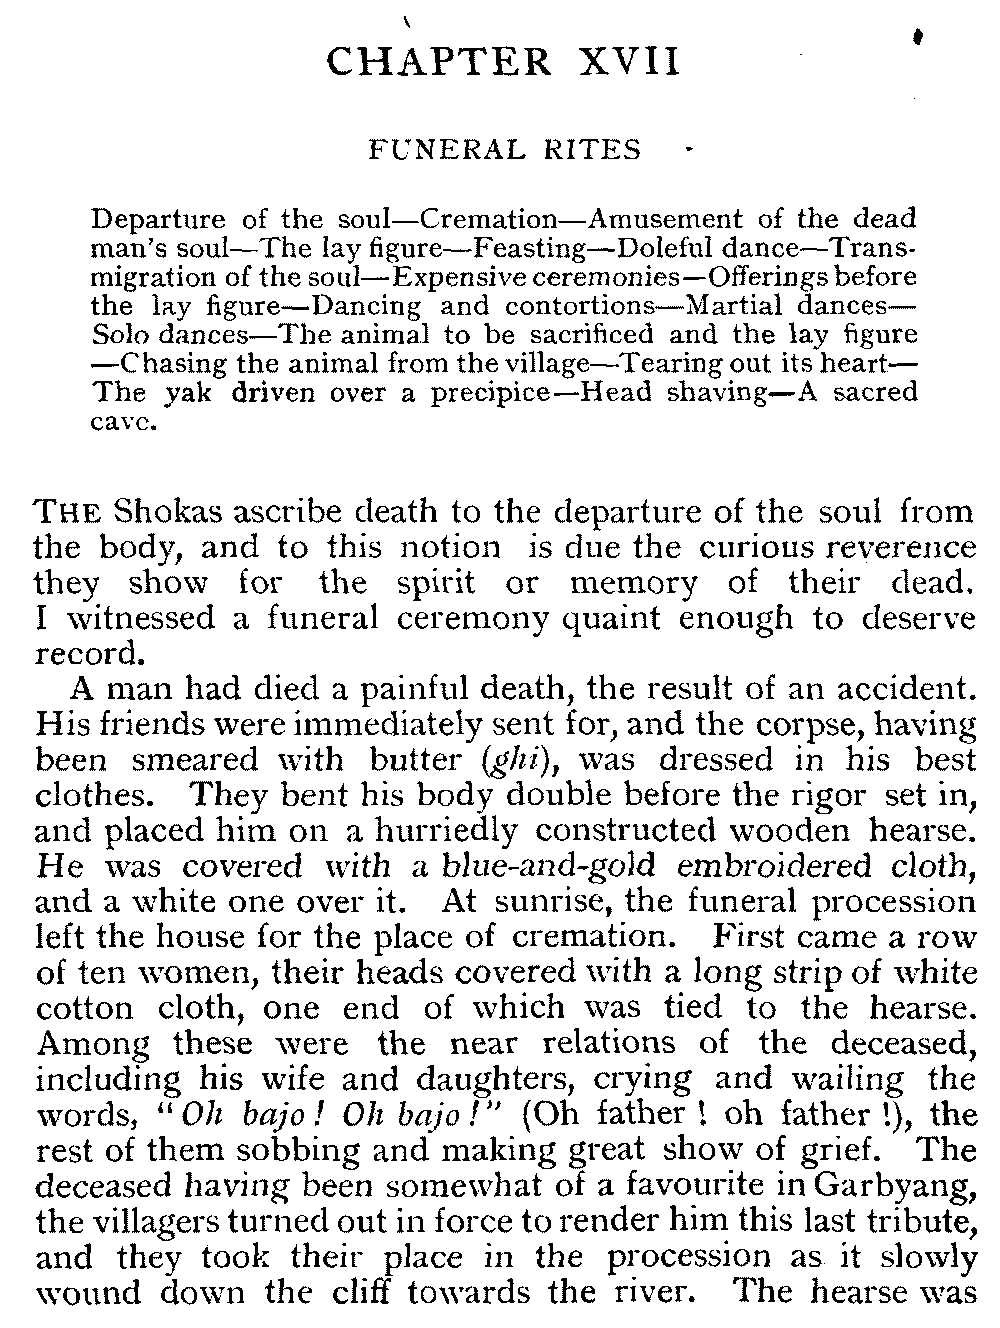 CHAPTER XVII
FUNERAL RITES
Departure of the soul—Cremation—Amusement of the dead
man's soul—The lay figure—Feasting—Doleful dance—Trans-
migration of the soul—Expensive ceremonies—Offerings before
the lay figure—Dancing and contortions—Martial dances—
Solo dances—The animal to be sacrificed and the lay figure
—Chasing the animal from the village—Tearing out its heart—
The yak driven over a precipice—Head shaving—A sacred
cave.
THE Shokas ascribe death to the departure of the soul from
the body, and to this notion is due the curious reverence
they show for the spirit or memory of their dead.
I witnessed a funeral ceremony quaint enough to deserve
record.
A man had died a painful death, the result of an accident.
His friends were immediately sent for, and the corpse, having
been smeared with butter (ghi), was dressed in his best
clothes. They bent his body double before the rigor set in,
and placed him on a hurriedly constructed wooden hearse.
He was covered with a blue-and-gold embroidered cloth,
and a white one over it. At sunrise, the funeral procession
left the house for the place of cremation. First came a row
of ten women, their heads covered with a long strip of white
cotton cloth, one end of which was tied to the hearse.
Among these were the near relations of the deceased,
including his wife and daughters, crying and wailing the
words, "Oh bajo! Oh bajo!" (Oh father! oh father!), the
rest of them sobbing and making great show of grief. The
deceased having been somewhat of a favourite in Garbyang,
the villagers turned out in force to render him this last tribute,
and they took their place in the procession as it slowly
wound down the cliff towards the river. The hearse was